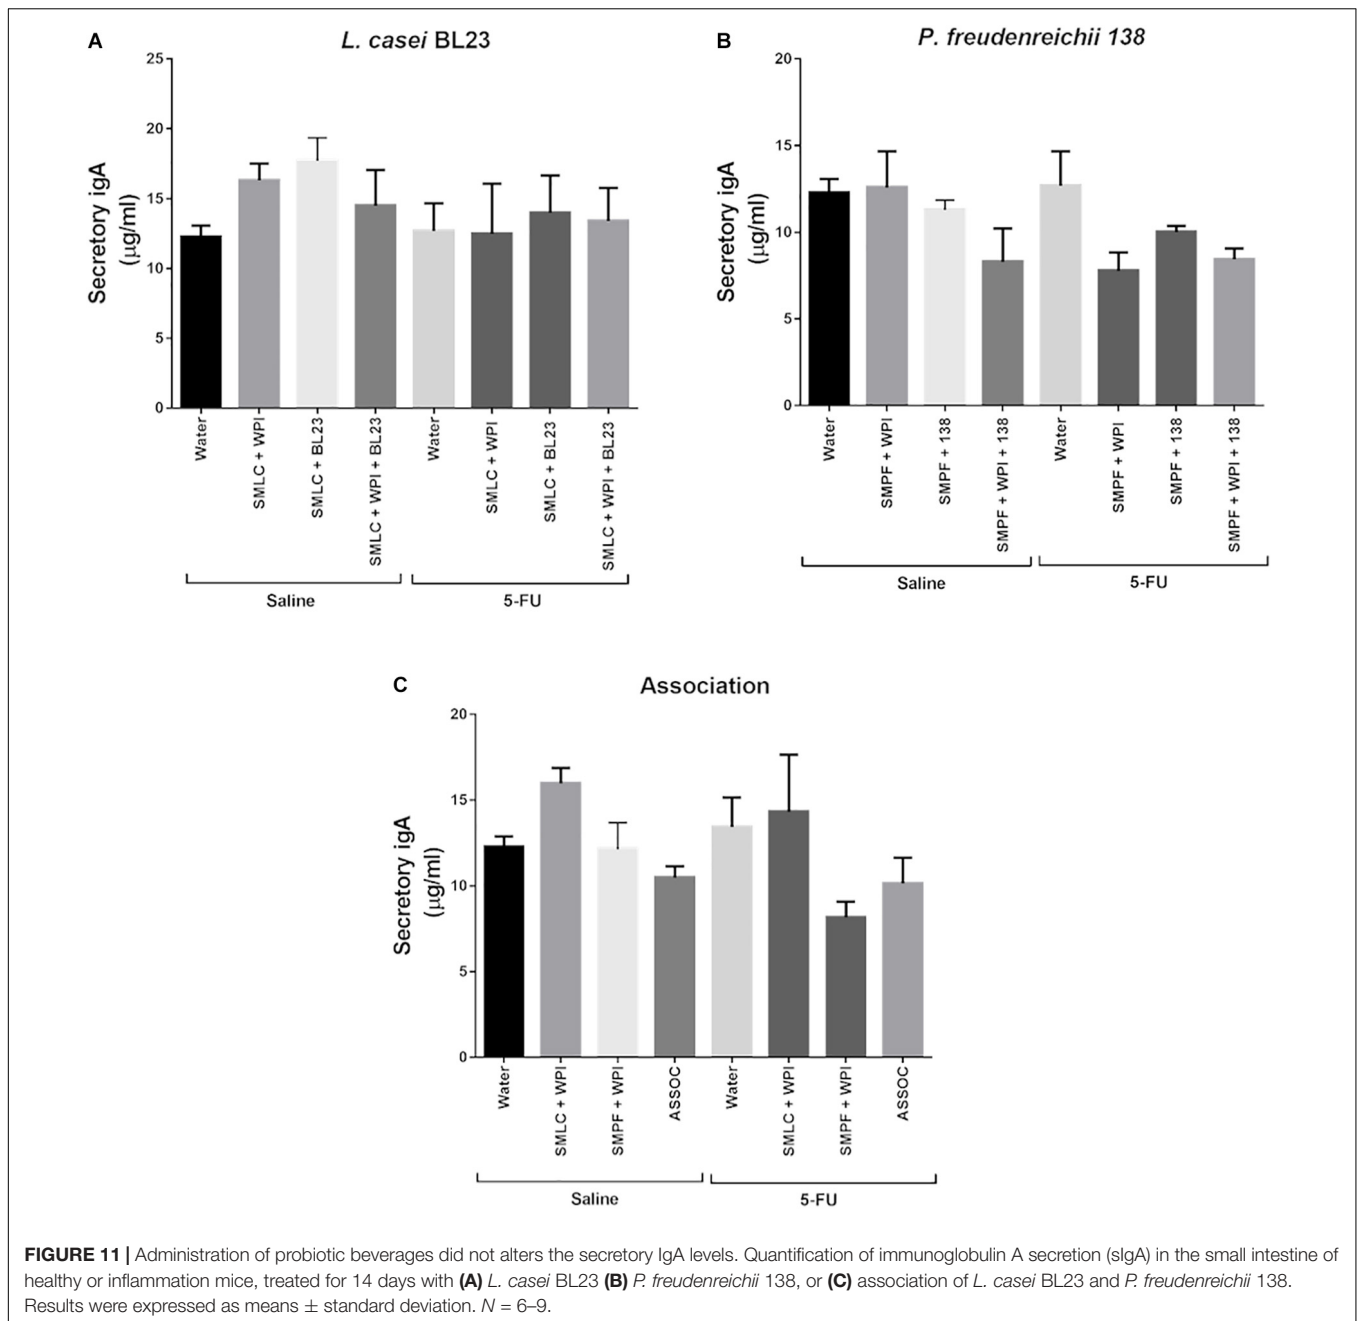 A
L. casei BL23
25
20
15
10
5
0
Secretory igA
(μg/ml)
Water
SMLC + WPI
SMLC + BL23
SMLC + WPI + BL23
Water
SMLC + WPI
SMLC + BL23
SMLC + WPI + BL23
Saline
5-FU
B
P. freudenreichii 138
20
15
10
5
0
Secretory igA
(μg/ml)
Water
SMPF + WPI
SMPF + 138
SMPF + WPI + 138
Water
SMPF + WPI
SMPF + 138
SMPF + WPI + 138
Saline
5-FU
C
Association
20
15
10
5
0
Secretory igA
(μg/ml)
Water
SMLC + WPI
SMPF + WPI
ASSOC
Water
SMLC + WPI
SMPF + WPI
ASSOC
Saline
5-FU
FIGURE 11 | Administration of probiotic beverages did not alters the secretory IgA levels. Quantification of immunoglobulin A secretion (sIgA) in the small intestine of
healthy or inflammation mice, treated for 14 days with (A) L. casei BL23 (B) P. freudenreichii 138, or (C) association of L. casei BL23 and P. freudenreichii 138.
Results were expressed as means ± standard deviation. N = 6–9.